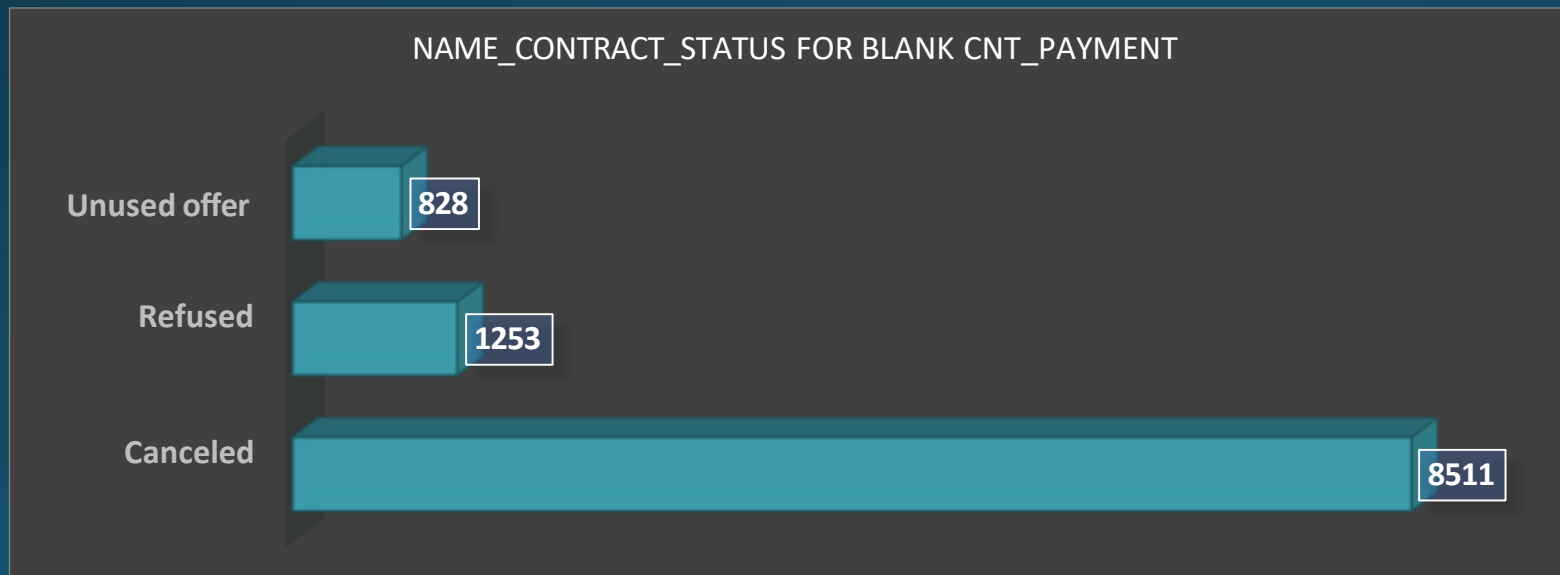 NAME_CONTRACT_STATUS FOR BLANK CNT_PAYMENT
Unused offer
828
Refused
1253
Canceled
8511